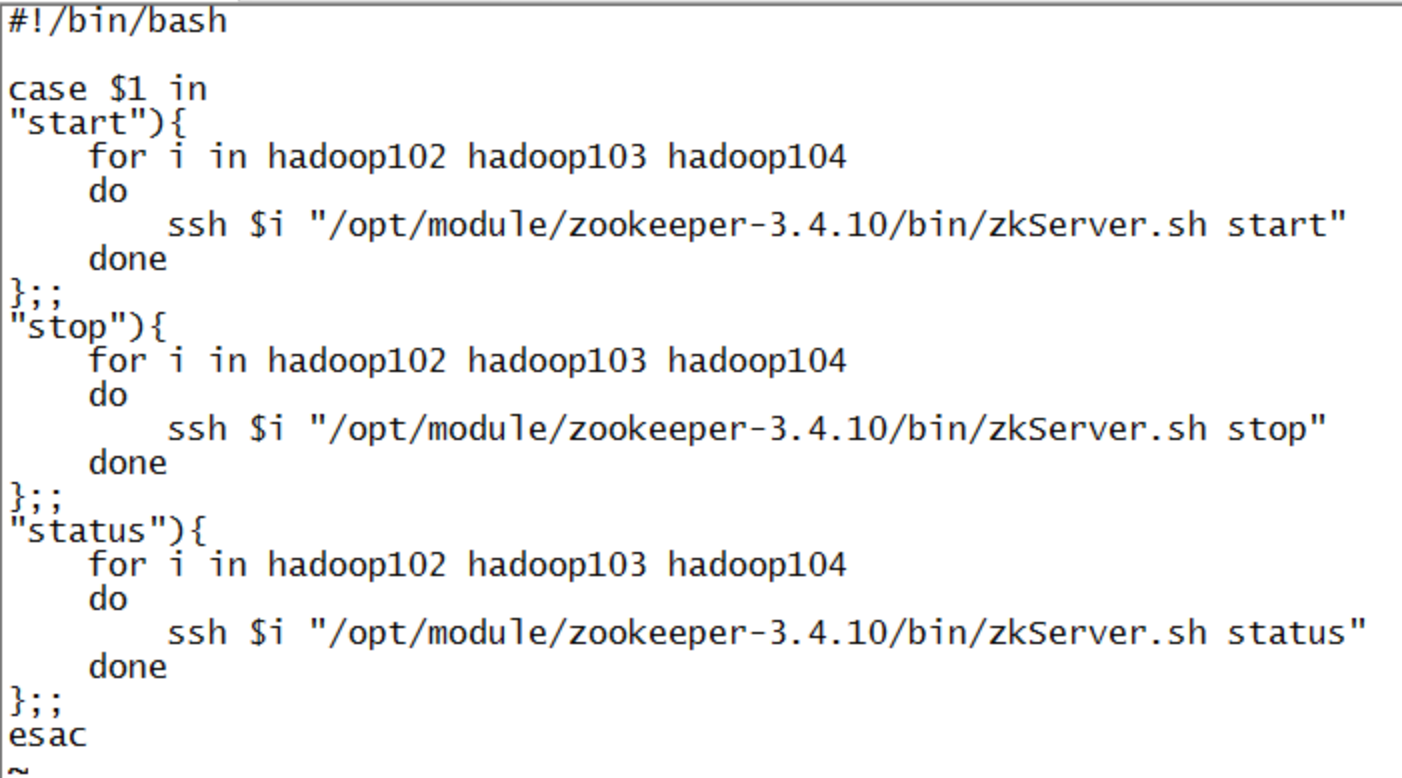 #!/bin/bash

case $1 in
"start"){
    for i in hadoop102 hadoop103 hadoop104
    do
        ssh $i "/opt/module/zookeeper-3.4.10/bin/zkServer.sh start"
    done
};;
"stop"){
    for i in hadoop102 hadoop103 hadoop104
    do
        ssh $i "/opt/module/zookeeper-3.4.10/bin/zkServer.sh stop"
    done
};;
"status"){
    for i in hadoop102 hadoop103 hadoop104
    do
        ssh $i "/opt/module/zookeeper-3.4.10/bin/zkServer.sh status"
    done
};;
esac
~